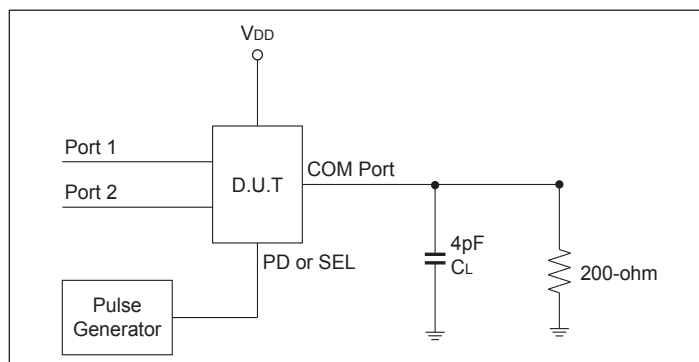 VDD
Port 1
Port 2
D.U.T
COM Port
PD or SEL
4pF
CL
200-ohm
Pulse
Generator